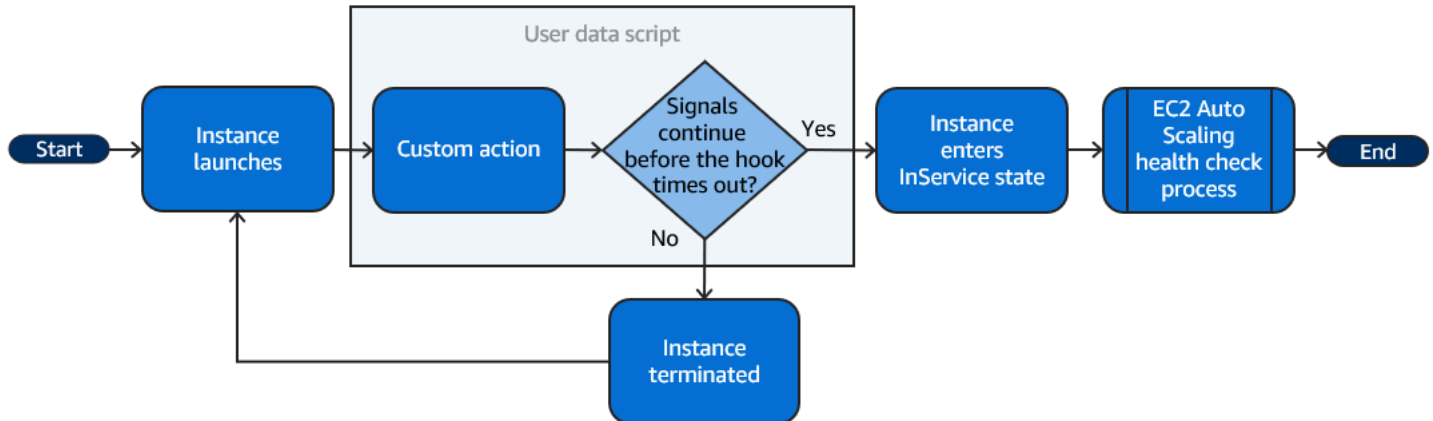 User data script
Start
Instance
launches
Custom action
Signals
continue
before the hook
times out?
Yes
Instance
enters
InService state
EC2 Auto
Scaling
health check
process
End
No
Instance
terminated